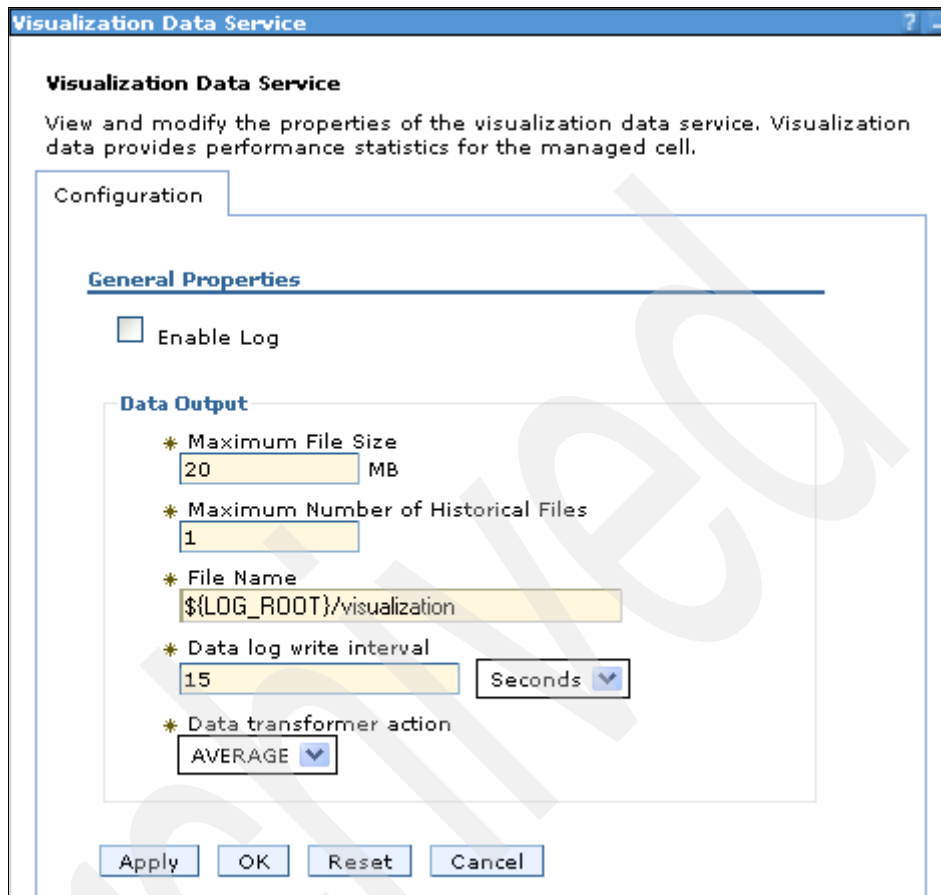 Visualization Data Service ?
Visualization Data Service
View and modify the properties of the visualization data service. Visualization
data provides performance statistics for the managed cell.
Configuration
General Properties
Enable Log
Data Output
* Maximum File Size
20 MB
* Maximum Number of Historical Files
1
* File Name
${LOG_ROOT}/visualization
* Data log write interval
15 Seconds
* Data transformer action
AVERAGE
Apply OK Reset Cancel